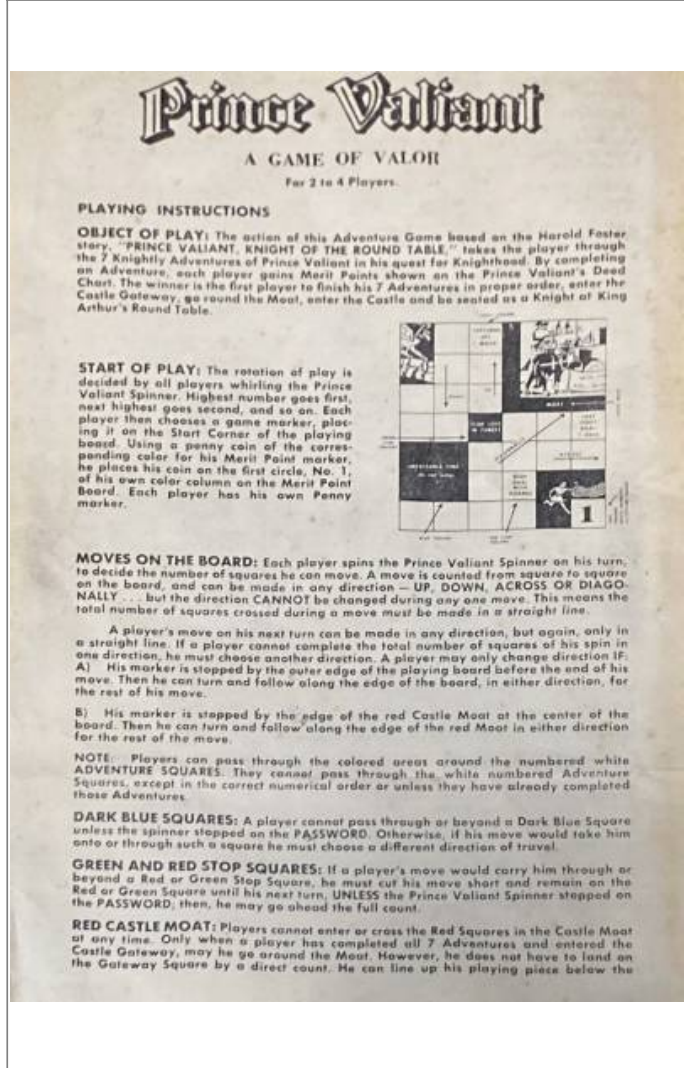 Prince Valiant
A GAME OF VALOR
For 2 to 4 Players.
PLAYING INSTRUCTIONS
OBJECT OF PLAY: The action of this Adventure Game based on the Harold Foster
story, "PRINCE VALIANT, KNIGHT OF THE ROUND TABLE," takes the player through
the 7 Knightly Adventures of Prince Valiant in his quest for Knighthood. By completing
an Adventure, each player gains Merit Points shown on the Prince Valiant's Deed
Chart. The winner is the first player to finish his 7 Adventures in proper order, enter the
Castle Gateway, go round the Moat, enter the Castle and be seated as a Knight of King
Arthur's Round Table.
START OF PLAY: The rotation of play is
decided by all players whirling the Prince
Valiant Spinner. Highest number goes first,
next highest goes second, and so on. Each
player then chooses a game marker, plac-
ing it on the Start Corner of the playing
board. Using a penny coin of the corres-
ponding color for his Merit Point marker,
he places his coin on the first circle, No. 1,
of his own color column on the Merit Point
Board. Each player has his own Penny
marker.
MOAT
1
MOVES ON THE BOARD: Each player spins the Prince Valiant Spinner on his turn,
to decide the number of squares he can move. A move is counted from square to square
on the board, and can be made in any direction — UP, DOWN, ACROSS OR DIAGO-
NALLY . . . but the direction CANNOT be changed during any one move. This means the
total number of squares crossed during a move must be made in a straight line.
A player's move on his next turn can be made in any direction, but again, only in
a straight line. If a player cannot complete the total number of squares of his spin in
one direction, he must choose another direction. A player may only change direction IF:
A) His marker is stopped by the outer edge of the playing board before the end of his
move. Then he can turn and follow along the edge of the board, in either direction, for
the rest of his move.
B) His marker is stopped by the edge of the red Castle Moat at the center of the
board. Then he can turn and follow along the edge of the red Moat in either direction
for the rest of the move.
NOTE: Players can pass through the colored areas around the numbered white
ADVENTURE SQUARES. They cannot pass through the white numbered Adventure
Squares, except in the correct numerical order or unless they have already completed
those Adventures.
DARK BLUE SQUARES: A player cannot pass through or beyond a Dark Blue Square
unless the spinner stopped on the PASSWORD. Otherwise, if his move would take him
onto or through such a square he must choose a different direction of travel.
GREEN AND RED STOP SQUARES: If a player's move would carry him through or
beyond a Red or Green Stop Square, he must cut his move short and remain on the
Red or Green Square until his next turn, UNLESS the Prince Valiant Spinner stopped on
the PASSWORD; then, he may go ahead the full count.
RED CASTLE MOAT: Players cannot enter or cross the Red Squares in the Castle Moat
at any time. Only when a player has completed all 7 Adventures and entered the
Castle Gateway, may he go around the Moat. However, he does not have to land on
the Gateway Square by a direct count. He can line up his playing piece below the